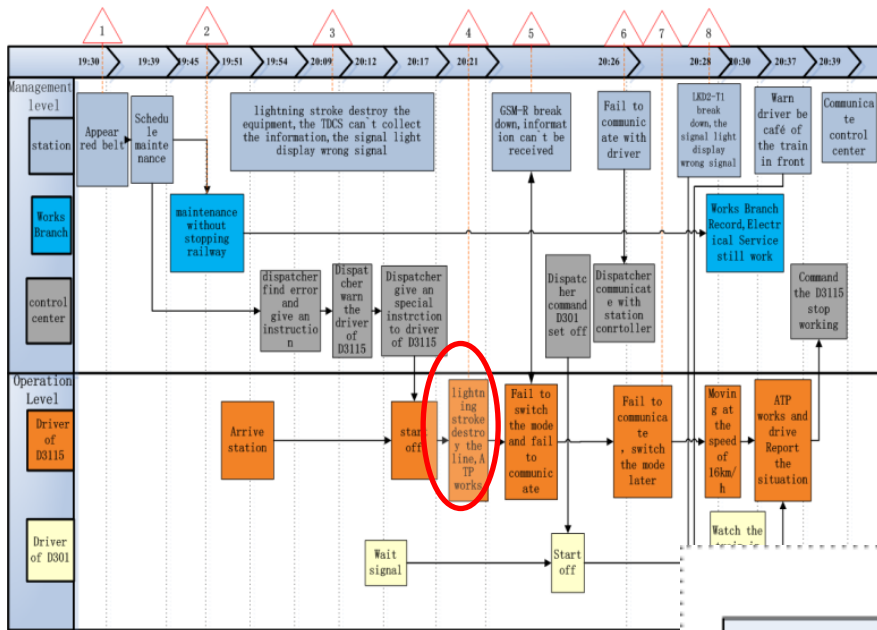 1 2 3 4 5 6 7 8
19:30 19:39 19:45 19:51 19:54 20:09 20:12 20:17 20:21 20:26 20:28 20:30 20:37 20:39
Management
level
station
Appear
red belt
Schedu
le
mainte
nance
lightning stroke destroy the
equipment,the TDCS can`t collect
the information,the signal light
display wrong signal
GSM-R break
down,inform
ation can`t be
received
Fail to
communic
ate with
driver
LKD2-T1
break
down, the
signal light
display
wrong signal
Warn
driver be
café of
the train
in front
Communica
te
control
center
Works
Branch
maintenance
without
stopping
railway
Works Branch
Record,Electr
ical Service
still work
control
center
dispatcher
find error
and
give an
instructio
n
Dispat
cher
warn
the
driver
of
D3115
Dispatcher
give an
special
instrction
to driver
of D3115
Dispat
cher
command
D301
set off
Dispatcher
communicat
e with
station
conrtoller
Command
the D3115
stop
working
Operation
Level
Driver
of
D3115
Arrive
station
start
off
lightn
ing
stroke
destro
y the
line,A
TP
works
Fail to
switch
the mode
and fail
to
communic
ate
Fail to
communica
te
, switch
the mode
later
Movin
g at
the
speed
of
16km/
h
ATP
works and
drive
Report
the
situation
Driver
of D301
Wait
signal
Start
off
Watch the